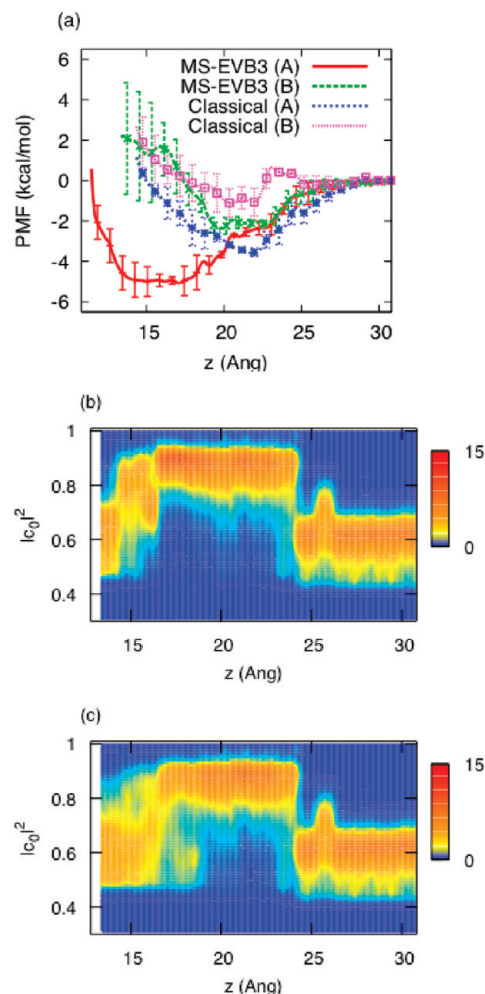 (a)
MS-EVB3 (A)
MS-EVB3 (B)
Classical (A)
Classical (B)
6
4
2
0
-2
-4
-6
PMF (kcal/mol)
15 20 25 30
z (Ang)
(b)
1
0.8
0.6
0.4
|c₀|²
15 20 25 30
z (Ang)
15
0
(c)
1
0.8
0.6
0.4
|c₀|²
15 20 25 30
z (Ang)
15
0